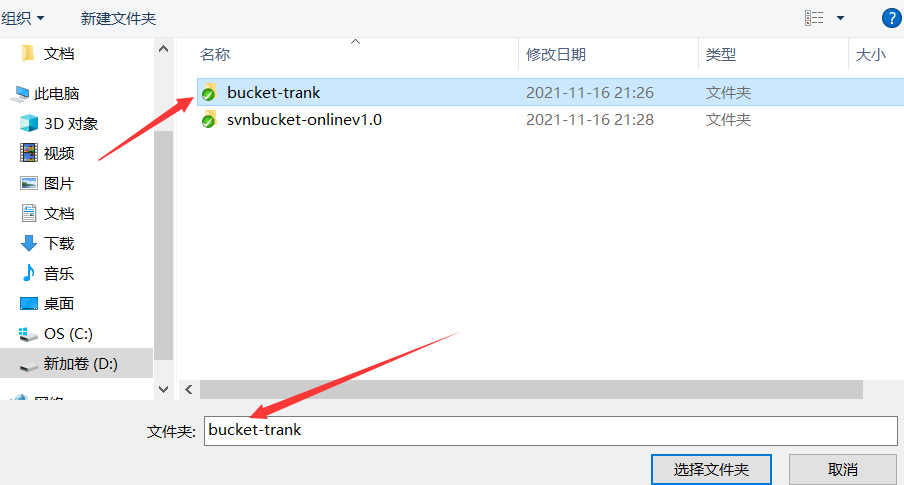 组织 新建文件夹 ?
名称 修改日期 类型 大小
文档
此电脑
3D 对象
视频
图片
文档
下载
音乐
桌面
OS (C:)
新加卷 (D:)
网络
bucket-trank 2021-11-16 21:26 文件夹
svnbucket-onlinev1.0 2021-11-16 21:28 文件夹
文件夹: bucket-trank
选择文件夹 取消